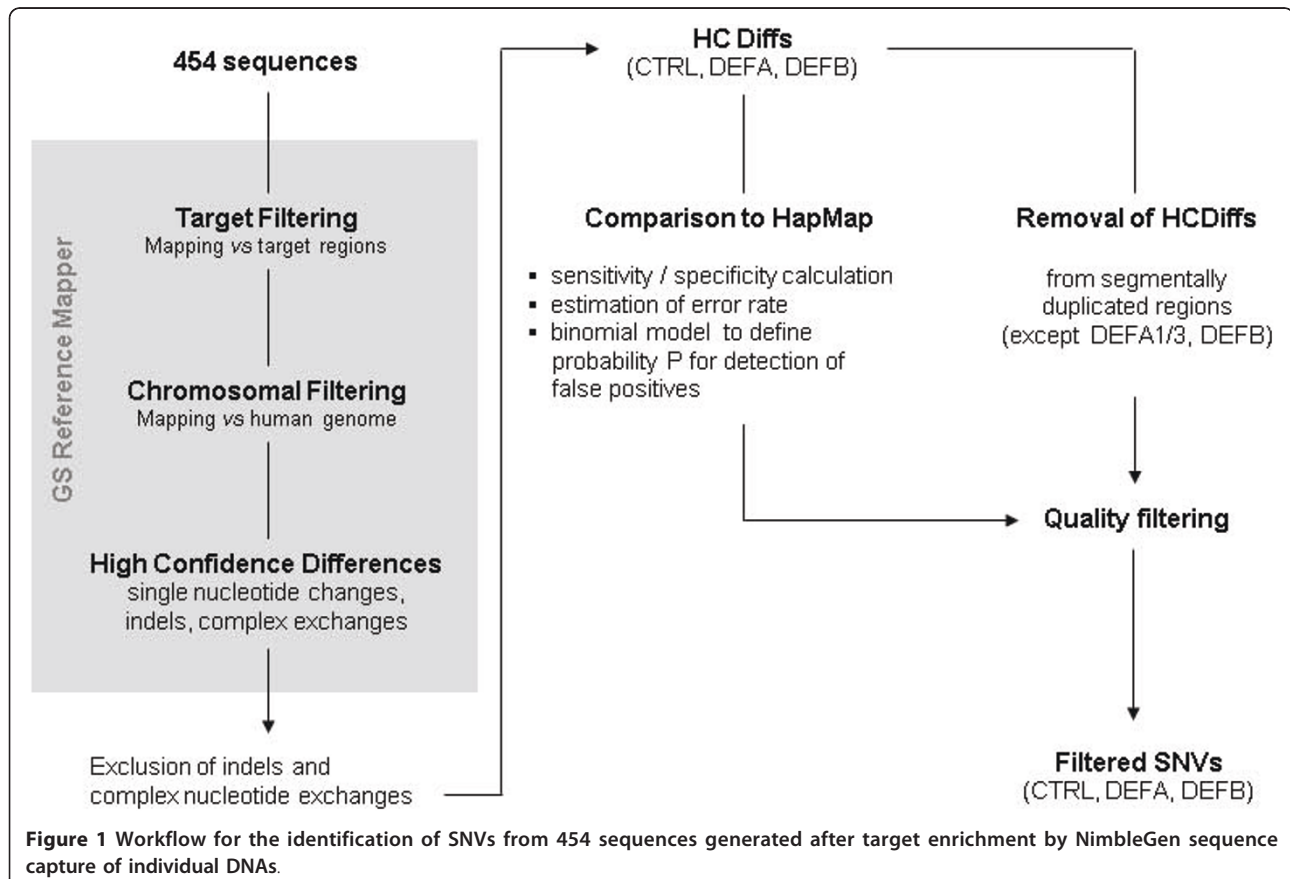 454 sequences
GS Reference Mapper
Target Filtering
Mapping vs target regions
Chromosomal Filtering
Mapping vs human genome
High Confidence Differences
single nucleotide changes,
indels, complex exchanges
Exclusion of indels and
complex nucleotide exchanges
HC Diffs
(CTRL, DEFA, DEFB)
Comparison to HapMap
▪ sensitivity / specificity calculation
▪ estimation of error rate
▪ binomial model to define
probability P for detection of
false positives
Removal of HCDiffs
from segmentally
duplicated regions
(except DEFA1/3, DEFB)
Quality filtering
Filtered SNVs
(CTRL, DEFA, DEFB)
Figure 1 Workflow for the identification of SNVs from 454 sequences generated after target enrichment by NimbleGen sequence
capture of individual DNAs.